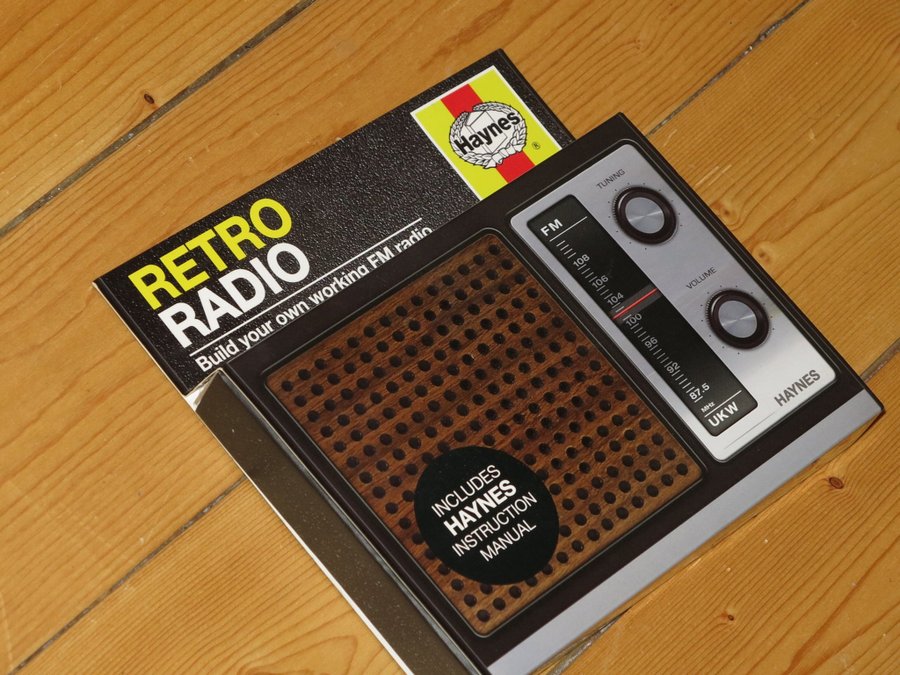 Haynes
®
RETRO
RADIO
Build your own working FM radio
TUNING
VOLUME
FM
108
106
104
100
96
92
87.5
MHz
UKW
HAYNES
INCLUDES
HAYNES
INSTRUCTION
MANUAL